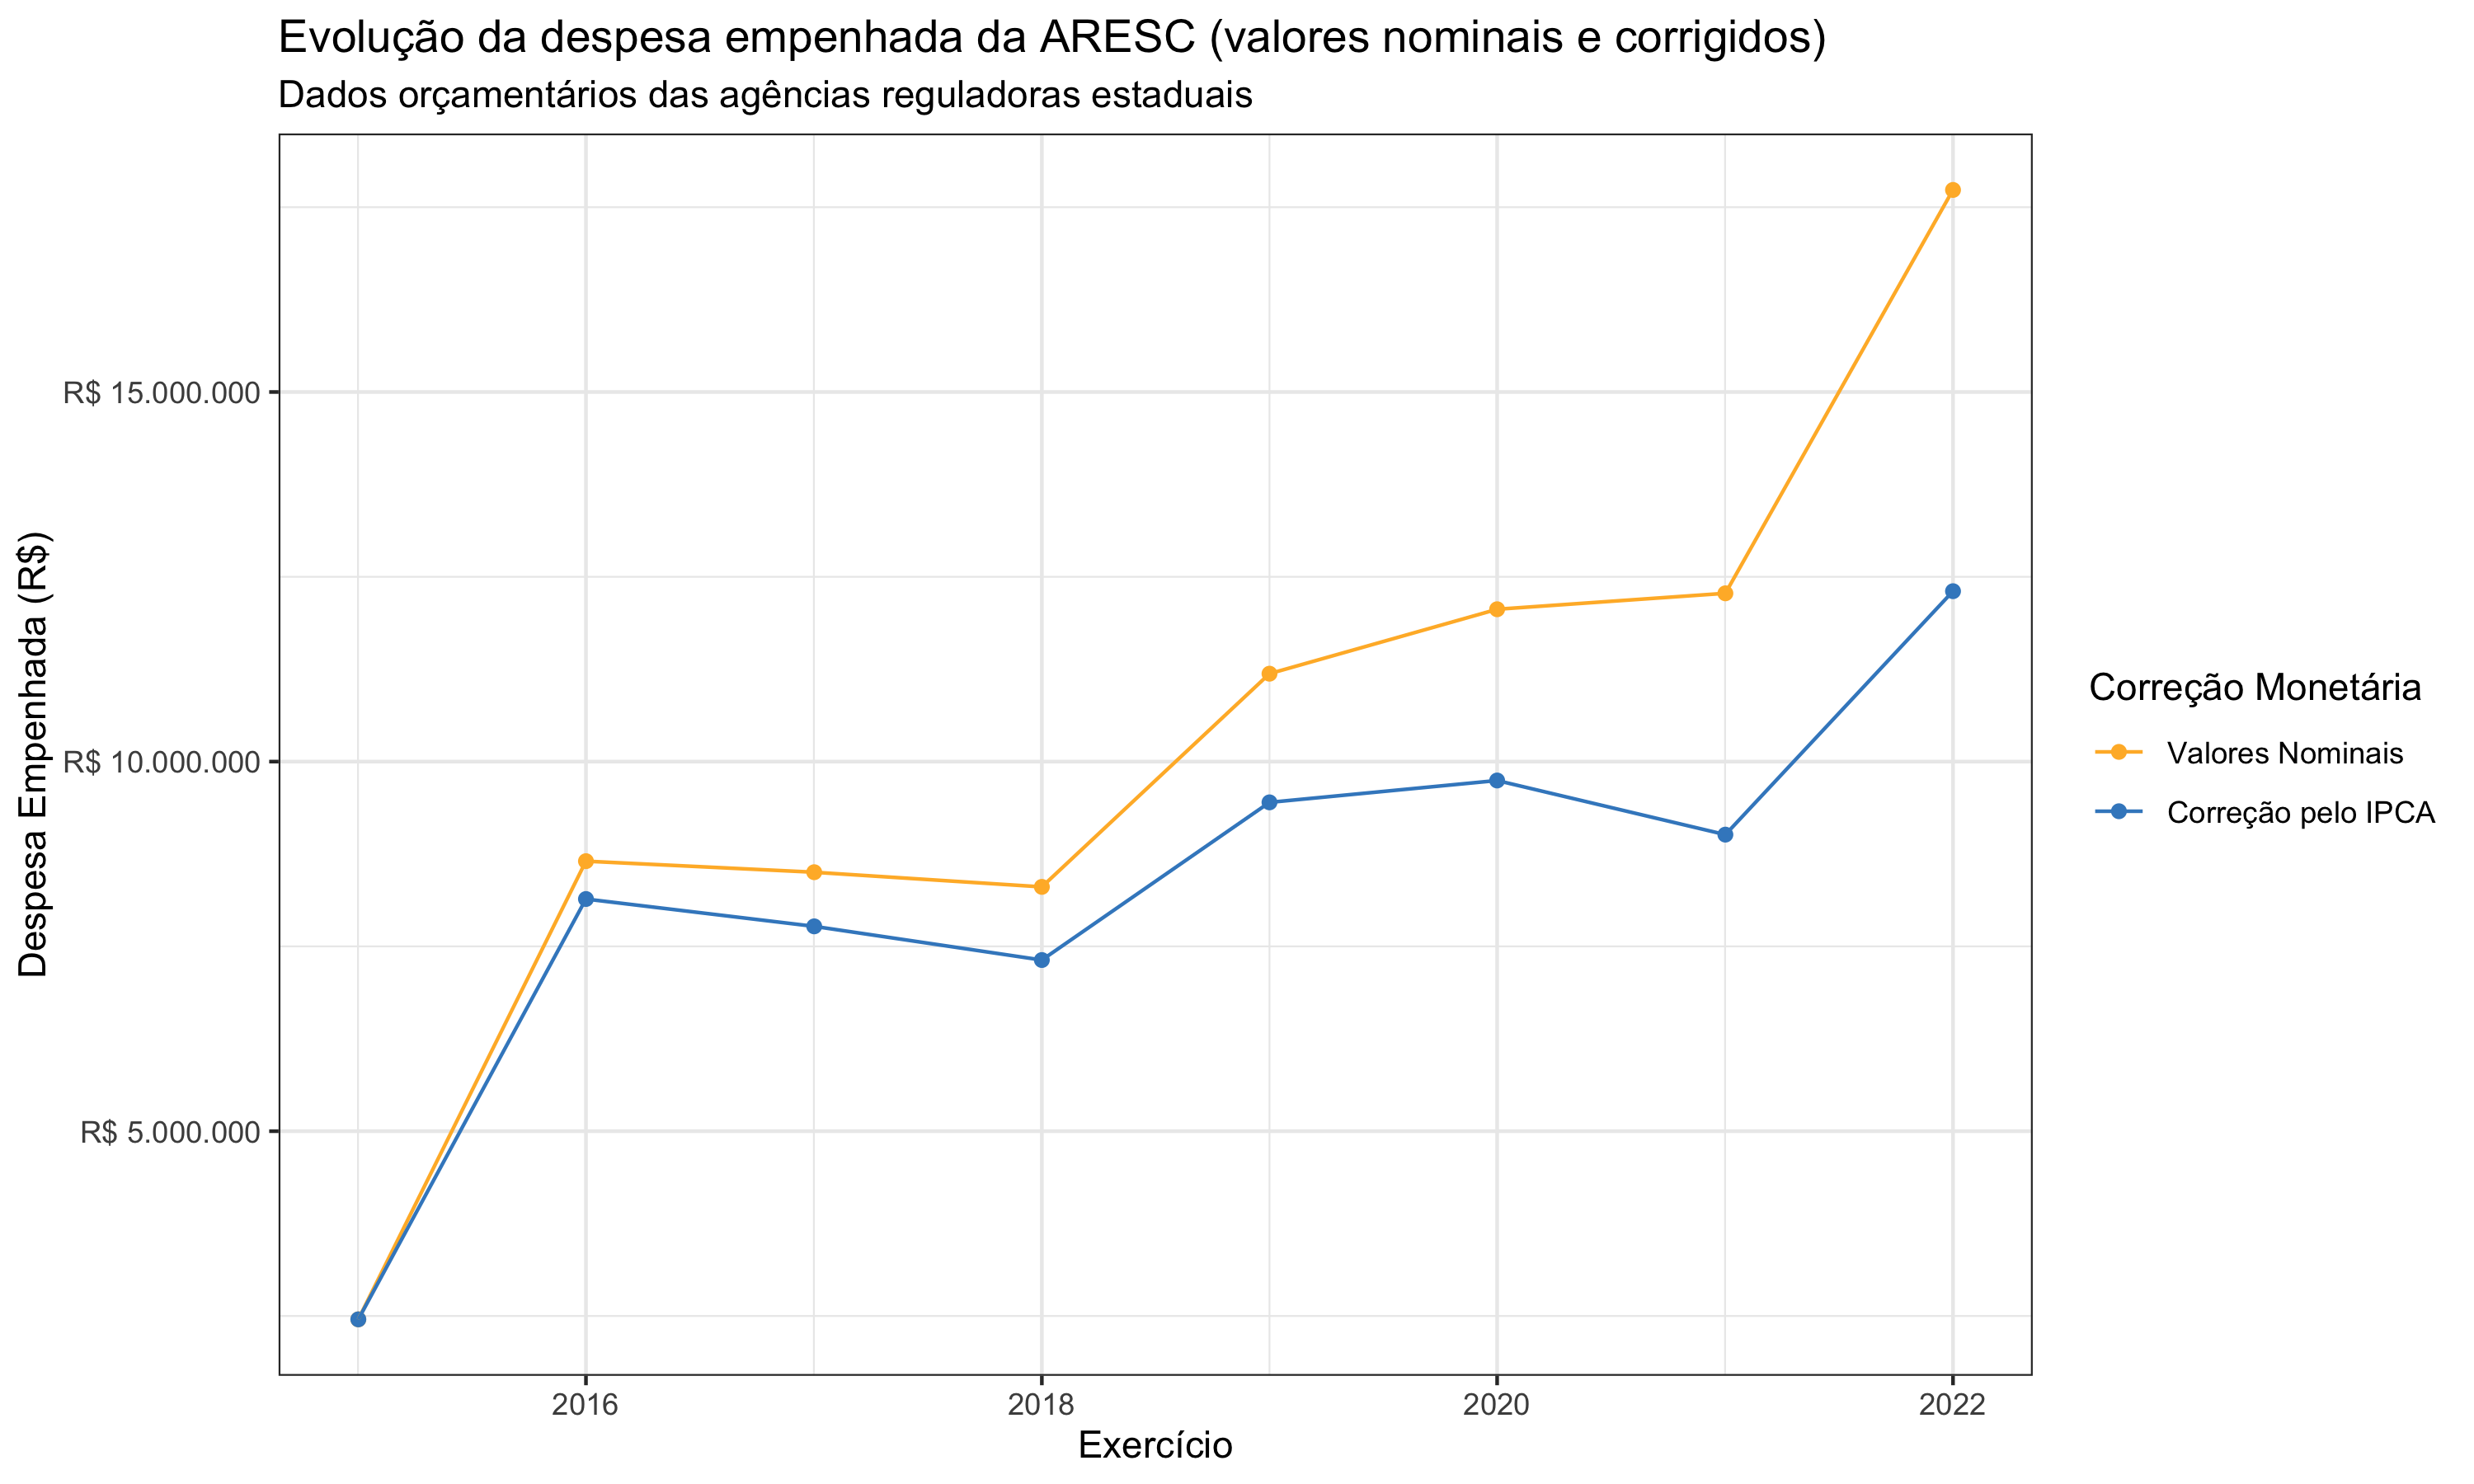 Evolução da despesa empenhada da ARESC (valores nominais e corrigidos)
Dados orçamentários das agências reguladoras estaduais
Despesa Empenhada (R$)
R$ 15.000.000
R$ 10.000.000
R$ 5.000.000
2016
2018
2020
2022
Exercício
Correção Monetária
Valores Nominais
Correção pelo IPCA